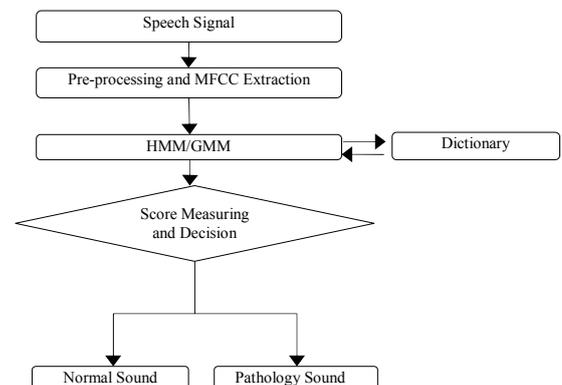 Speech Signal
Pre-processing and MFCC Extraction
HMM/GMM
Dictionary
Score Measuring
and Decision
Normal Sound
Pathology Sound